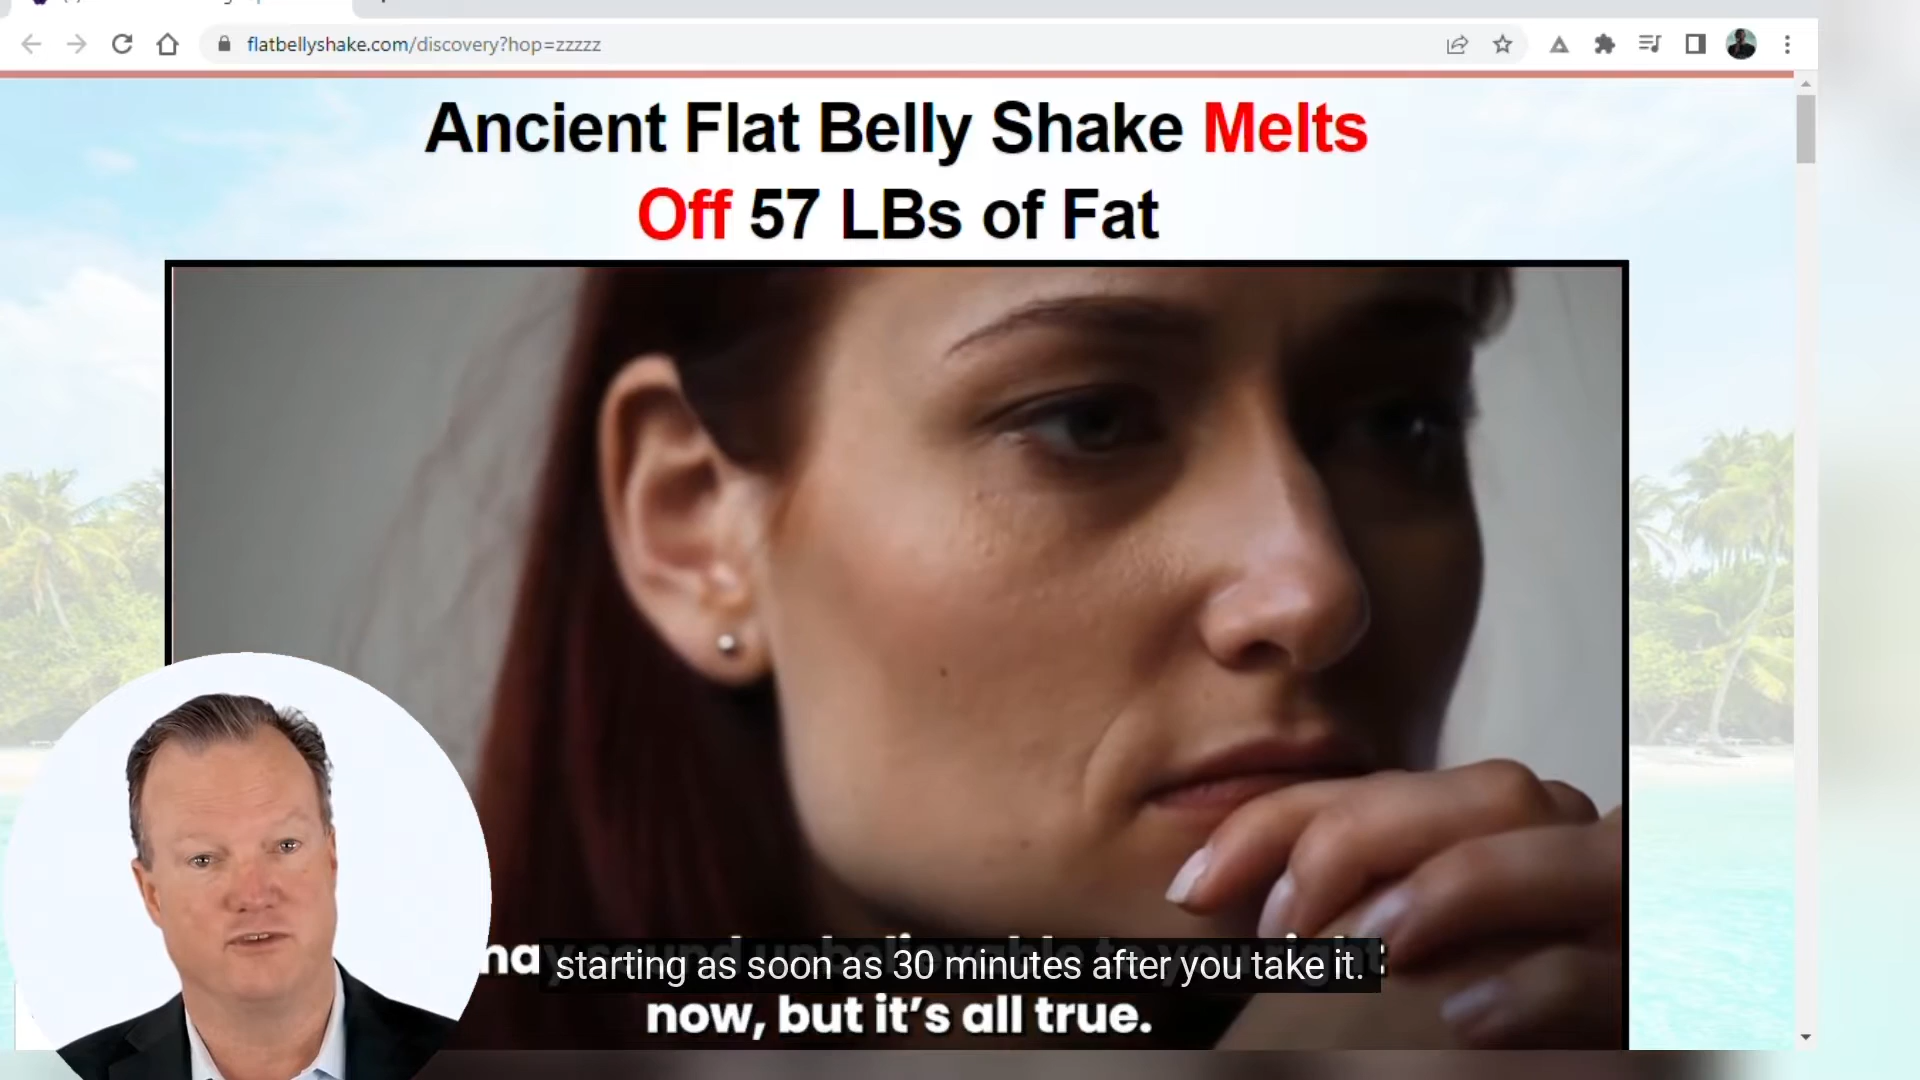 flatbellyshake.com/discovery?hop=zzzzz
Ancient Flat Belly Shake Melts
Off 57 LBs of Fat
starting as soon as 30 minutes after you take it.
now, but it's all true.